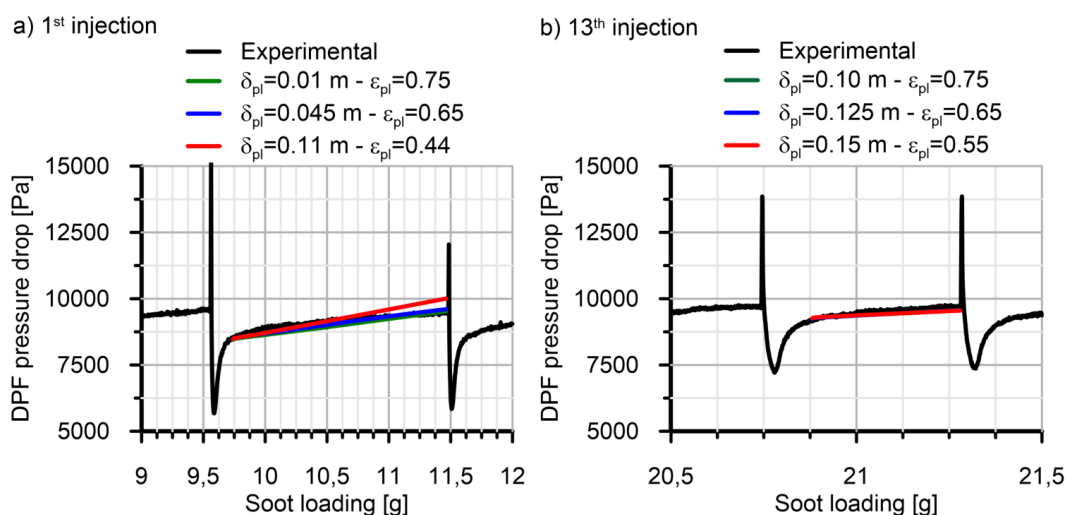 a) 1st injection
Experimental
δpl=0.01 m - εpl=0.75
δpl=0.045 m - εpl=0.65
δpl=0.11 m - εpl=0.44
15000
12500
10000
7500
5000
DPF pressure drop [Pa]
9 9,5 10 10,5 11 11,5 12
Soot loading [g]
b) 13th injection
Experimental
δpl=0.10 m - εpl=0.75
δpl=0.125 m - εpl=0.65
δpl=0.15 m - εpl=0.55
15000
12500
10000
7500
5000
DPF pressure drop [Pa]
20,5 21 21,5
Soot loading [g]